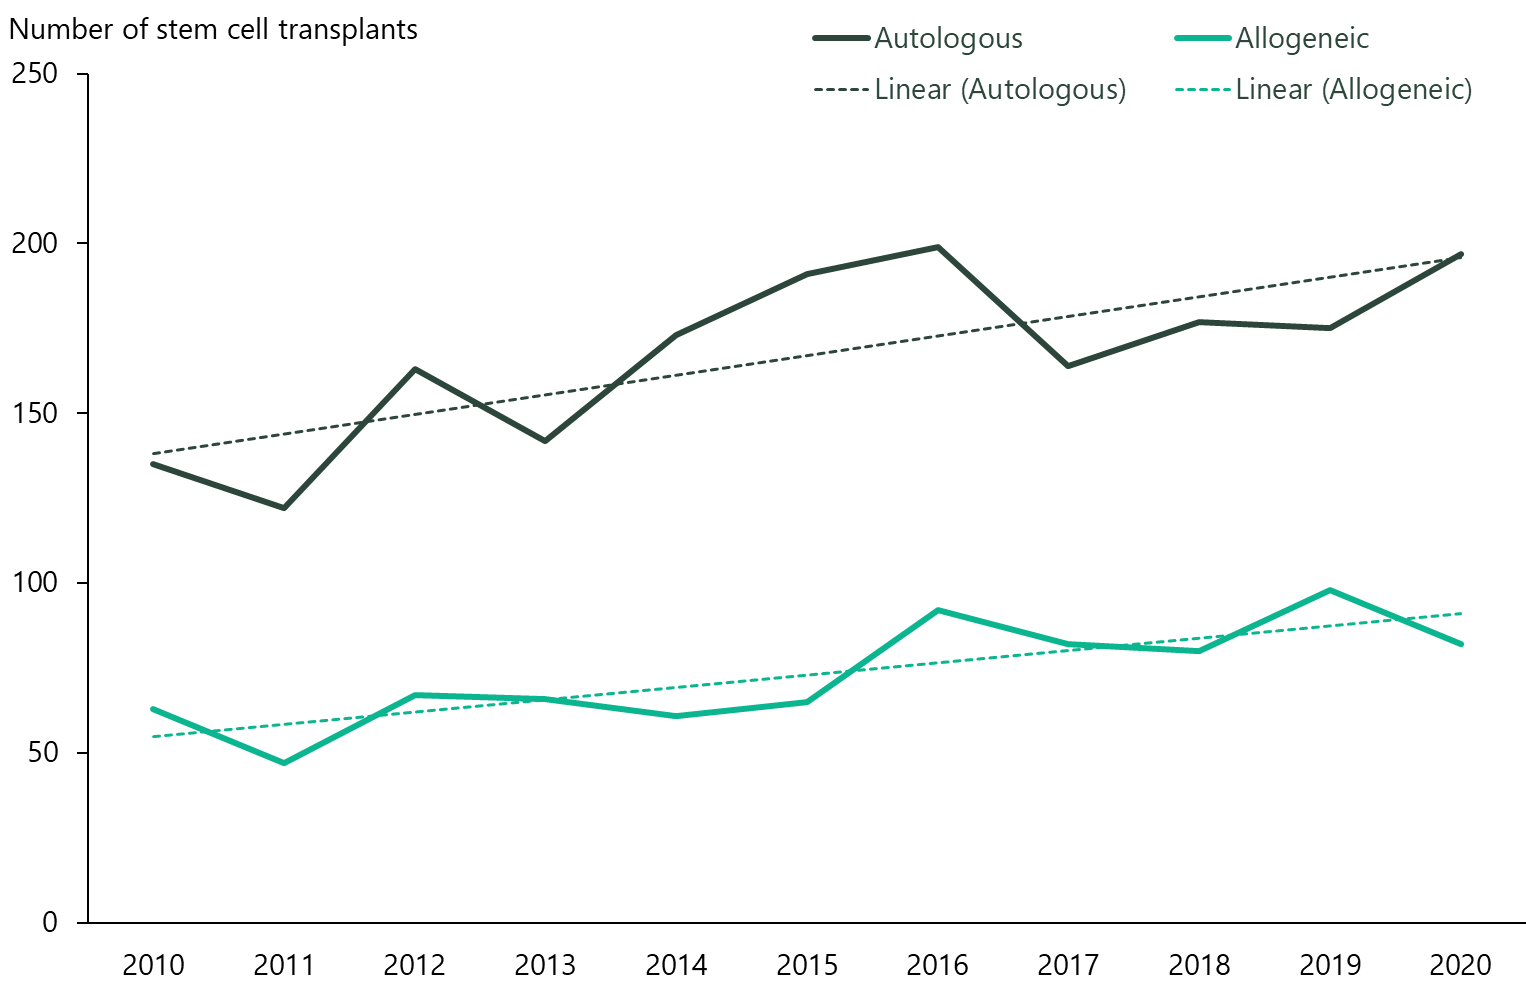 Number of stem cell transplants
Autologous
Allogeneic
Linear (Autologous)
Linear (Allogeneic)
250
200
150
100
50
0
2010 2011 2012 2013 2014 2015 2016 2017 2018 2019 2020